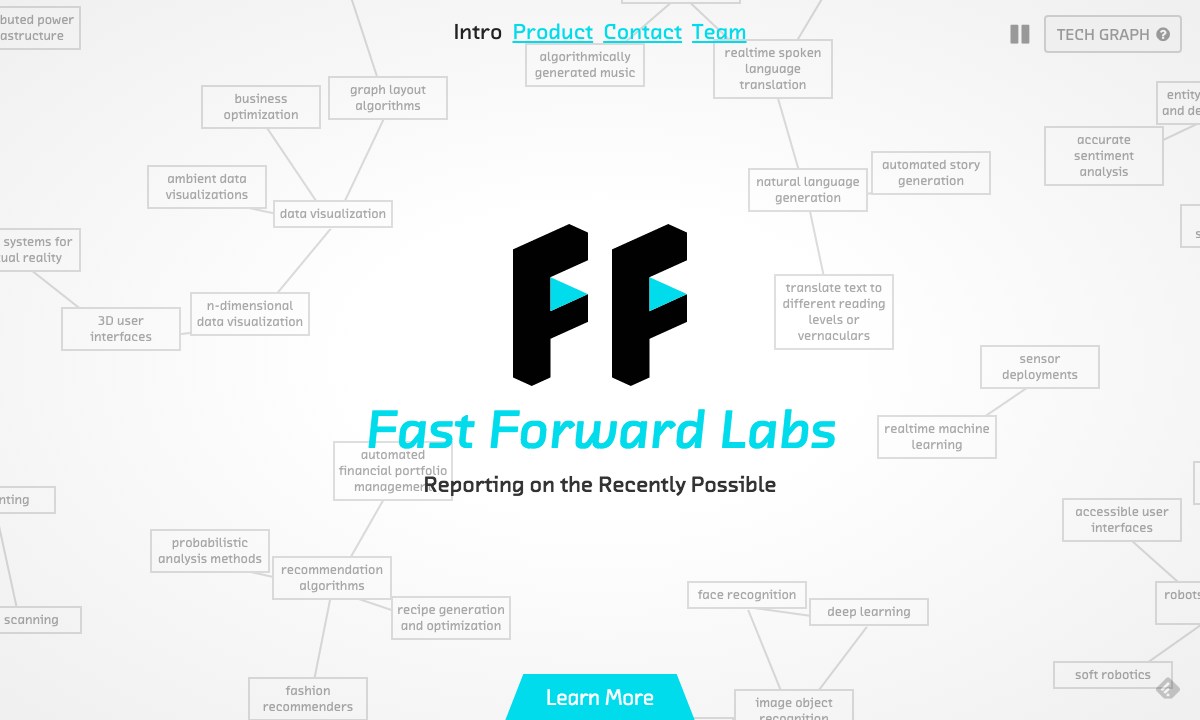 Intro Product Contact Team
TECH GRAPH ?
buted power
astructure
algorithmically
generated music
realtime spoken
language
translation
business
optimization
graph layout
algorithms
entity
and de
accurate
sentiment
analysis
ambient data
visualizations
data visualization
natural language
generation
automated story
generation
systems for
ual reality
s
n-dimensional
data visualization
3D user
interfaces
translate text to
different reading
levels or
vernaculars
sensor
deployments
realtime machine
learning
Fast Forward Labs
automated
financial portfolio
management
Reporting on the Recently Possible
nting
accessible user
interfaces
probabilistic
analysis methods
recommendation
algorithms
recipe generation
and optimization
face recognition
deep learning
robots
scanning
soft robotics
fashion
recommenders
image object
recognition
Learn More